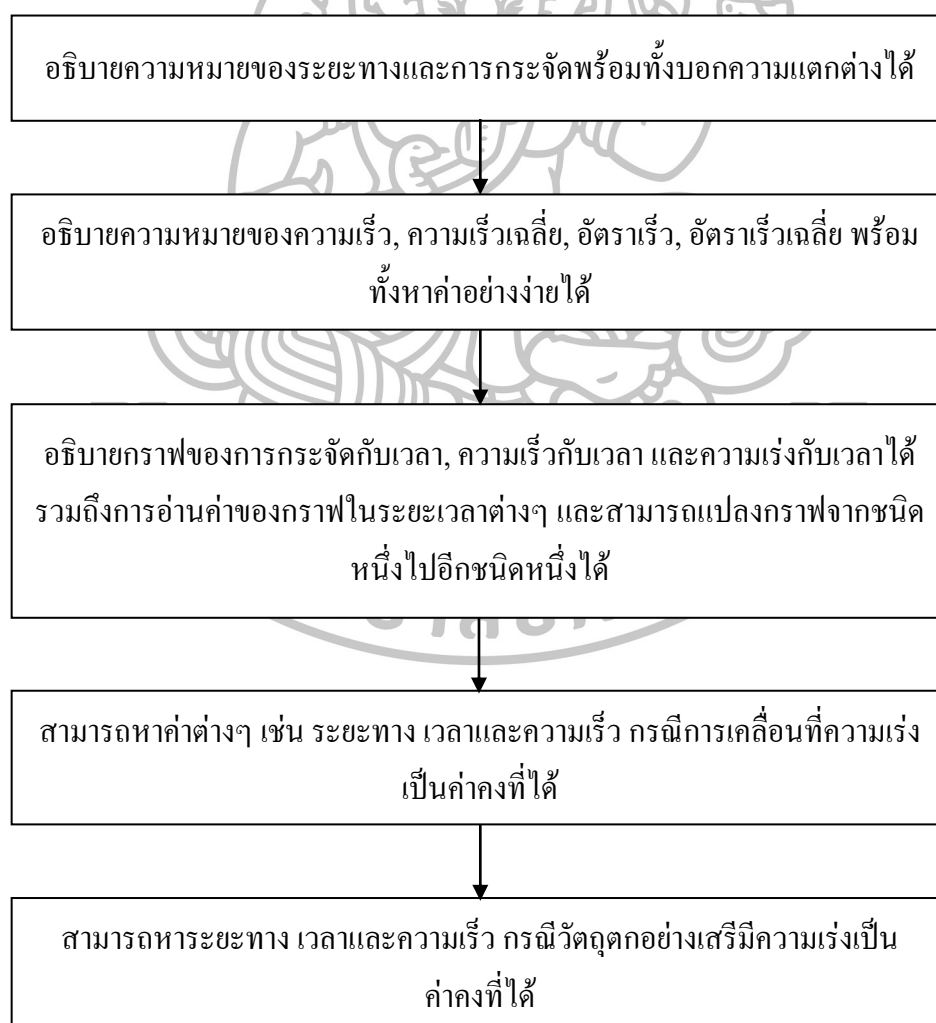 อธิบายความหมายของระยะทางและการกระจัดพร้อมทั้งบอกความแตกต่างได้
อธิบายความหมายของความเร็ว, ความเร็วเฉลี่ย, อัตราเร็ว, อัตราเร็วเฉลี่ย พร้อม
ทั้งหาค่าอย่างง่ายได้
อธิบายกราฟของการกระจัดกับเวลา, ความเร็วกับเวลา และความเร่งกับเวลาได้
รวมถึงการอ่านค่าของกราฟในระยะเวลาต่างๆ และสามารถแปลงกราฟจากชนิด
หนึ่งไปอีกชนิดหนึ่งได้
สามารถหาค่าต่างๆ เช่น ระยะทาง เวลาและความเร็ว กรณีการเคลื่อนที่ความเร่ง
เป็นค่าคงที่ได้
สามารถหาระยะทาง เวลาและความเร็ว กรณีวัตถุตกอย่างเสรีมีความเร่งเป็น
ค่าคงที่ได้